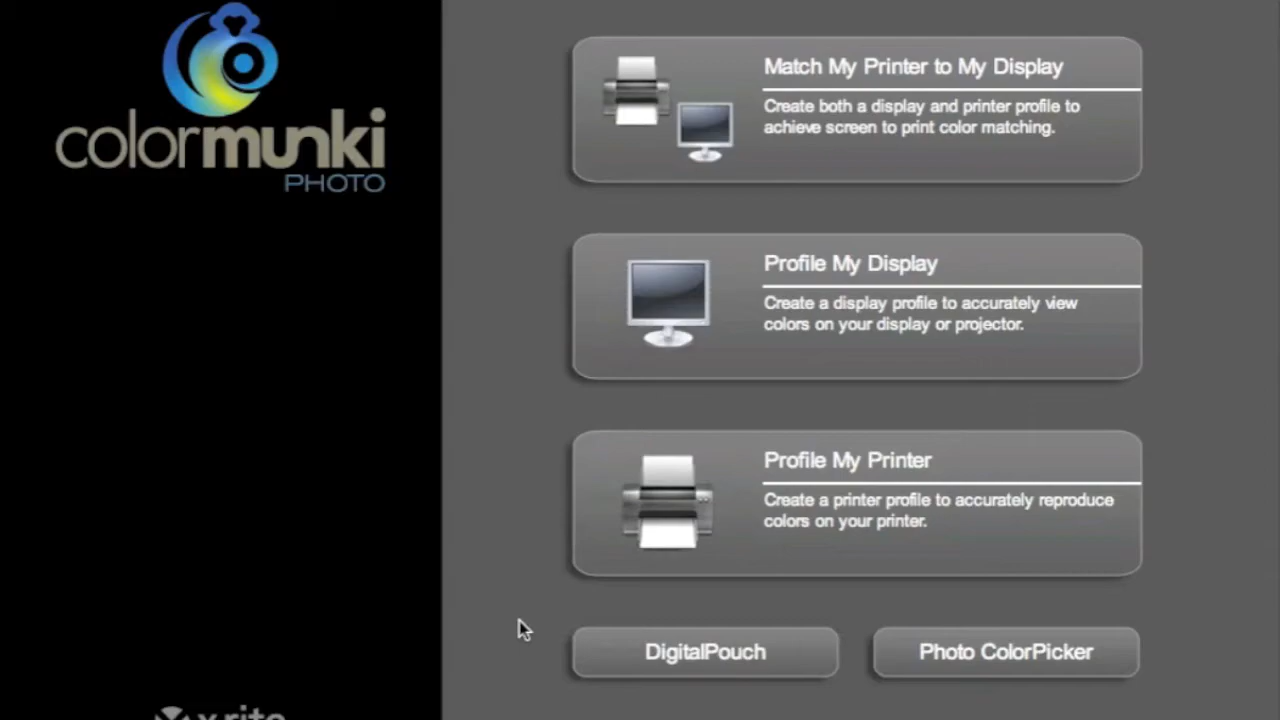 colormunki
PHOTO
Match My Printer to My Display
Create both a display and printer profile to
achieve screen to print color matching.
Profile My Display
Create a display profile to accurately view
colors on your display or projector.
Profile My Printer
Create a printer profile to accurately reproduce
colors on your printer.
DigitalPouch
Photo ColorPicker
x-rite